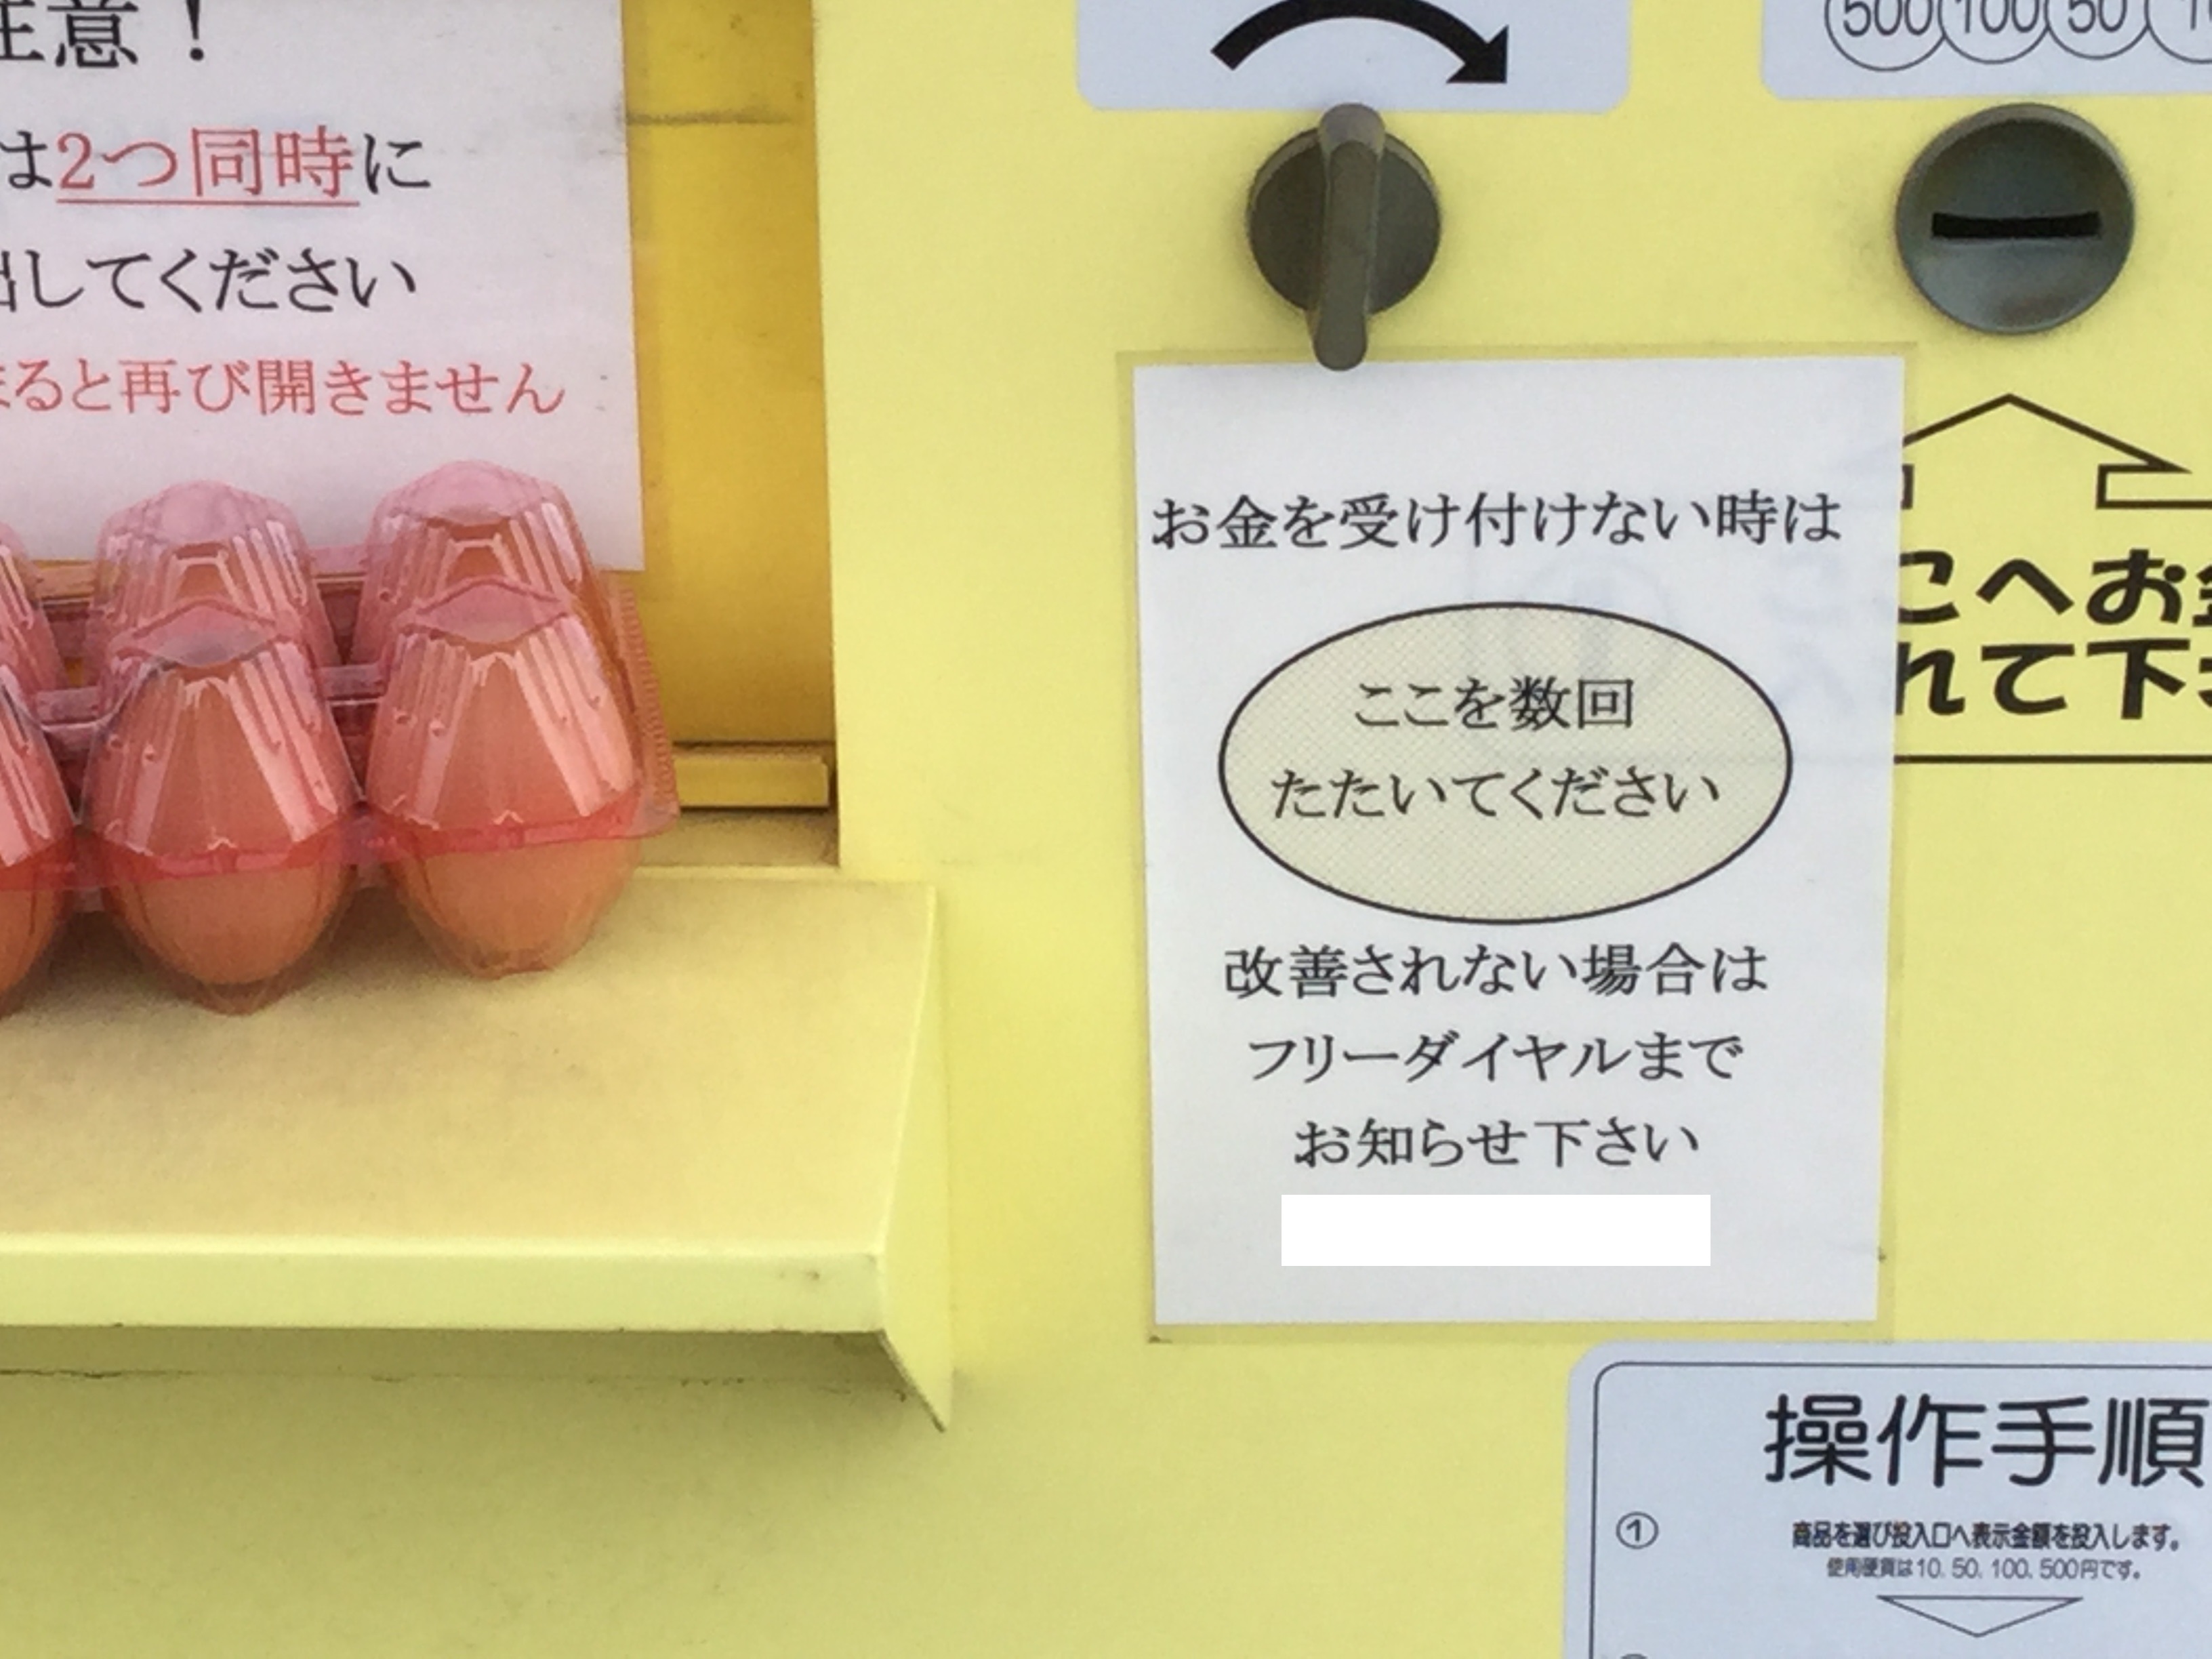 注意！
は2つ同時に
出してください
まると再び開きません
500 100 50 10
お金を受け付けない時は
ここを数回
たたいてください
改善されない場合は
フリーダイヤルまで
お知らせ下さい
こへお金
れて下さ
操作手順
① 商品を選び投入口へ表示金額を投入します。
使用硬貨は10、50、100、500円です。